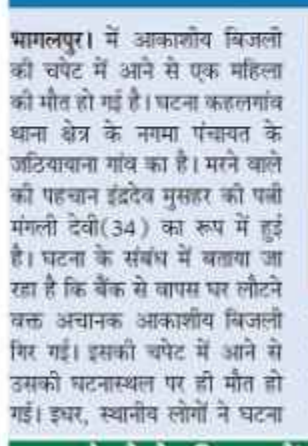 भागलपुर। में आकाशीय बिजली
की चपेट में आने से एक महिला
की मौत हो गई है। घटना कहलगांव
थाना क्षेत्र के नगमा पंचायत के
जठियायाना गांव का है। मरने वाले
की पहचान इंद्रदेव मुसहर की पत्नी
मंगली देवी(34) का रूप में हुई
है। घटना के संबंध में बताया जा
रहा है कि बैंक से वापस घर लौटने
वक्त अचानक आकाशीय बिजली
गिर गई। इसकी चपेट में आने से
उसकी घटनास्थल पर ही मौत हो
गई। इधर, स्थानीय लोगों ने घटना